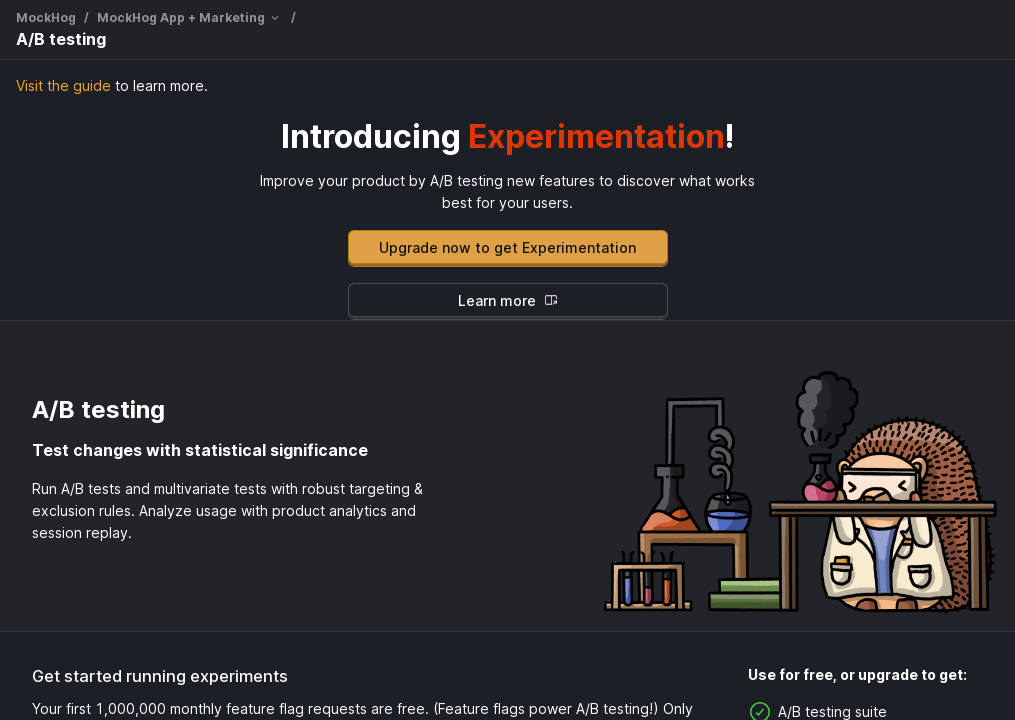 MockHog / MockHog App + Marketing /
A/B testing
Visit the guide to learn more.
Introducing Experimentation!
Improve your product by A/B testing new features to discover what works
best for your users.
Upgrade now to get Experimentation
Learn more
A/B testing
Test changes with statistical significance
Run A/B tests and multivariate tests with robust targeting &
exclusion rules. Analyze usage with product analytics and
session replay.
Get started running experiments
Your first 1,000,000 monthly feature flag requests are free. (Feature flags power A/B testing!) Only
Use for free, or upgrade to get:
A/B testing suite